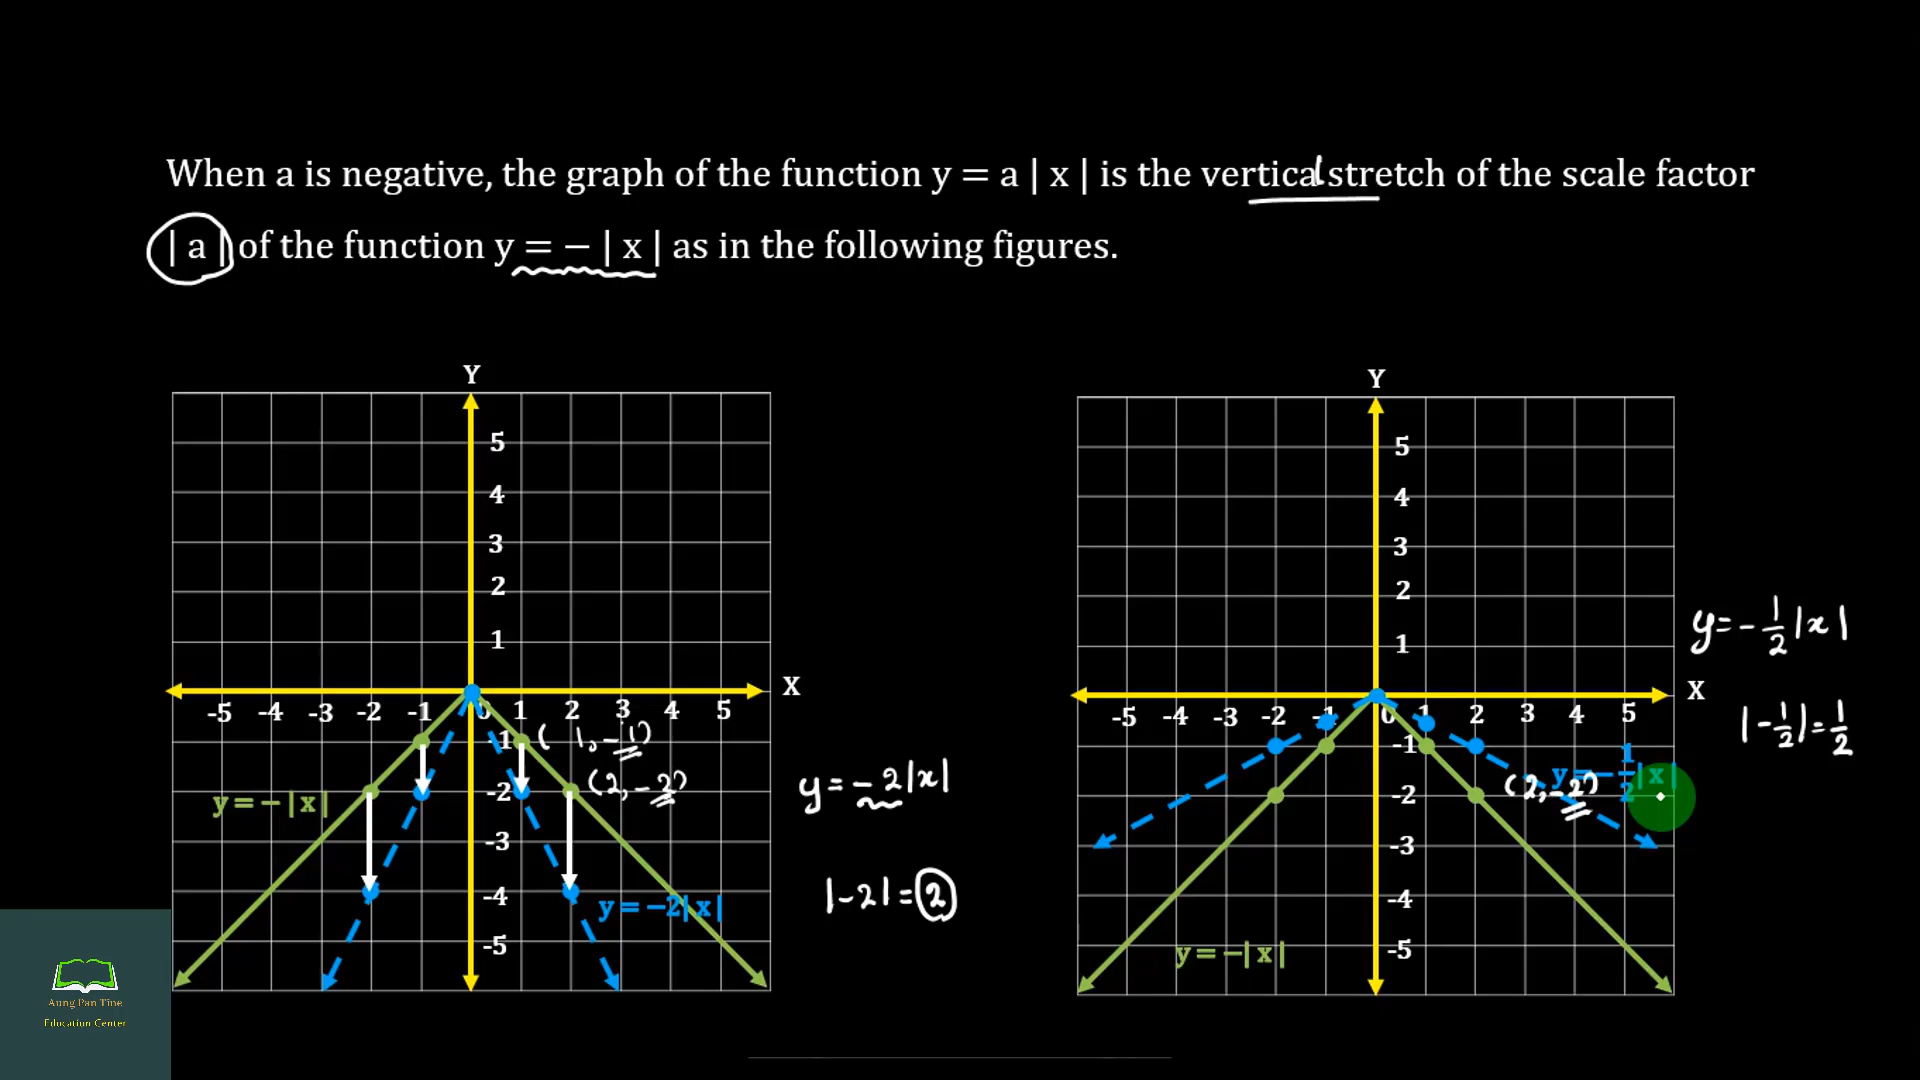 When a is negative, the graph of the function y = a | x | is the vertical stretch of the scale factor
| a | of the function y = − | x | as in the following figures.
Y
5
4
3
2
1
X
-5 -4 -3 -2 -1 0 1 2 3 4 5
-1
(1, -1)
-2
(2, -2)
-3
-4
-5
y = − | x |
y = −2| x |
y = -2|x|
|-2| = 2
Y
5
4
3
2
1
X
-5 -4 -3 -2 -1 0 1 2 3 4 5
-1
-2
(2, -2)
-3
-4
-5
y = − 1/2 | x |
y = −| x |
y = - 1/2 |x|
|- 1/2| = 1/2
Aung Pan Tine
Education Center